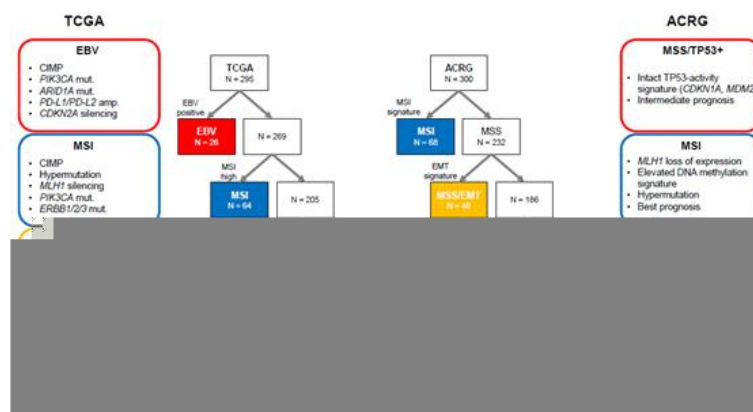 TCGA
EBV
• CIMP
• PIK3CA mut.
• ARID1A mut.
• PD-L1/PD-L2 amp.
• CDKN2A silencing
MSI
• CIMP
• Hypermutation
• MLH1 silencing
• PIK3CA mut.
• ERBB1/2/3 mut.
TCGA
N = 295
EBV
positive
EBV
N = 26
269
MSI
high
MSI
N = 64
N = 205
ACRG
N = 300
MSI
signature
MSI
N = 68
MSS
N = 232
EMT
signature
MSS/EMT
N = 46
N = 186
ACRG
MSS/TP53+
• Intact TP53-activity
signature (CDKN1A, MDM2
• Intermediate prognosis
MSI
• MLH1 loss of expression
• Elevated DNA methylation
signature
• Hypermutation
• Best prognosis